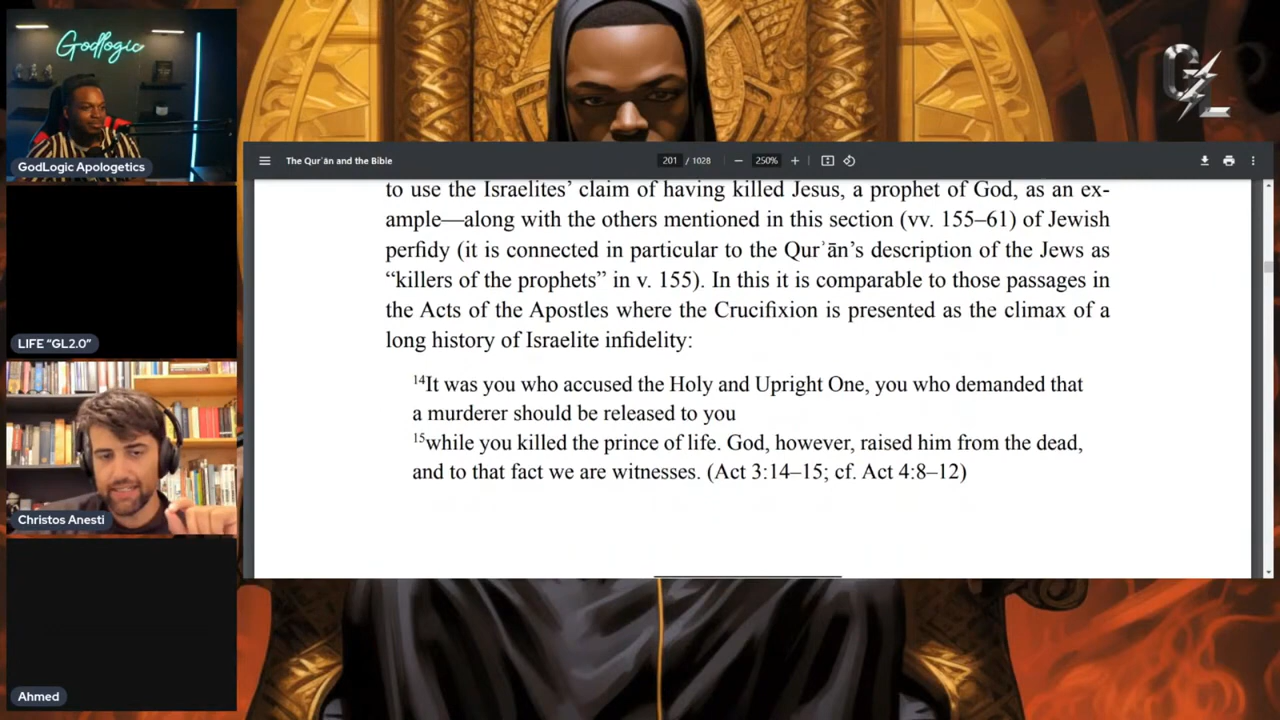 Godlogic
GodLogic Apologetics
LIFE “GL2.0”
Christos Anesti
Ahmed
GL
The Qurʾān and the Bible
201 / 1028
250%
to use the Israelites’ claim of having killed Jesus, a prophet of God, as an ex-
ample—along with the others mentioned in this section (vv. 155–61) of Jewish
perfidy (it is connected in particular to the Qurʾān’s description of the Jews as
“killers of the prophets” in v. 155). In this it is comparable to those passages in
the Acts of the Apostles where the Crucifixion is presented as the climax of a
long history of Israelite infidelity:
14It was you who accused the Holy and Upright One, you who demanded that
a murderer should be released to you
15while you killed the prince of life. God, however, raised him from the dead,
and to that fact we are witnesses. (Act 3:14–15; cf. Act 4:8–12)